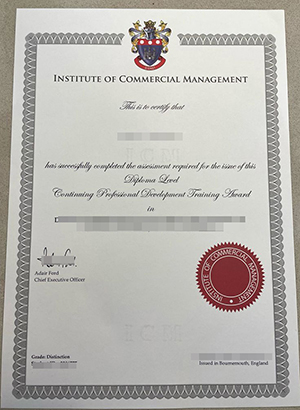 INSTITUTE OF COMMERCIAL MANAGEMENT
This is to certify that
has successfully completed the assessment required for the issue of this
Diploma Level
Continuing Professional Development Training Award
in
Adair Ford
Chief Executive Officer
INSTITUTE OF COMMERCIAL MANAGEMENT
Grade: Distinction
Issued in Bournemouth, England